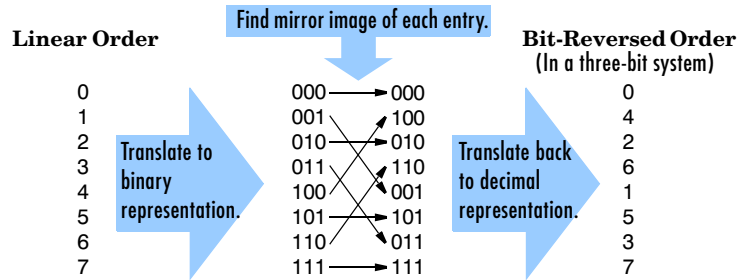 Find mirror image of each entry.
Linear Order
Bit-Reversed Order
(In a three-bit system)
0 000 000 0
1 001 100 4
2 010 010 2
3 011 110 6
4 100 001 1
5 101 101 5
6 110 011 3
7 111 111 7
Translate to
binary
representation.
Translate back
to decimal
representation.